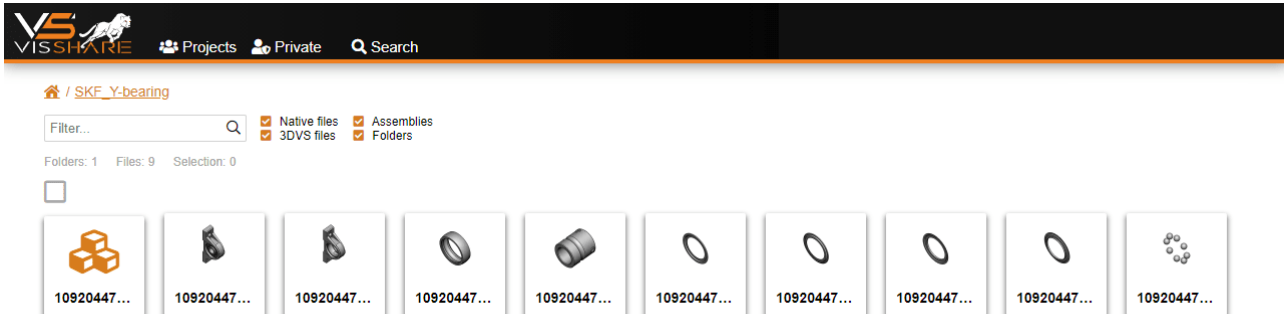 VS
VISSHARE
Projects Private Search
/ SKF_Y-bearing
Filter...
Native files Assemblies
3DVS files Folders
Folders: 1 Files: 9 Selection: 0
10920447... 10920447... 10920447... 10920447... 10920447... 10920447... 10920447... 10920447... 10920447... 10920447...